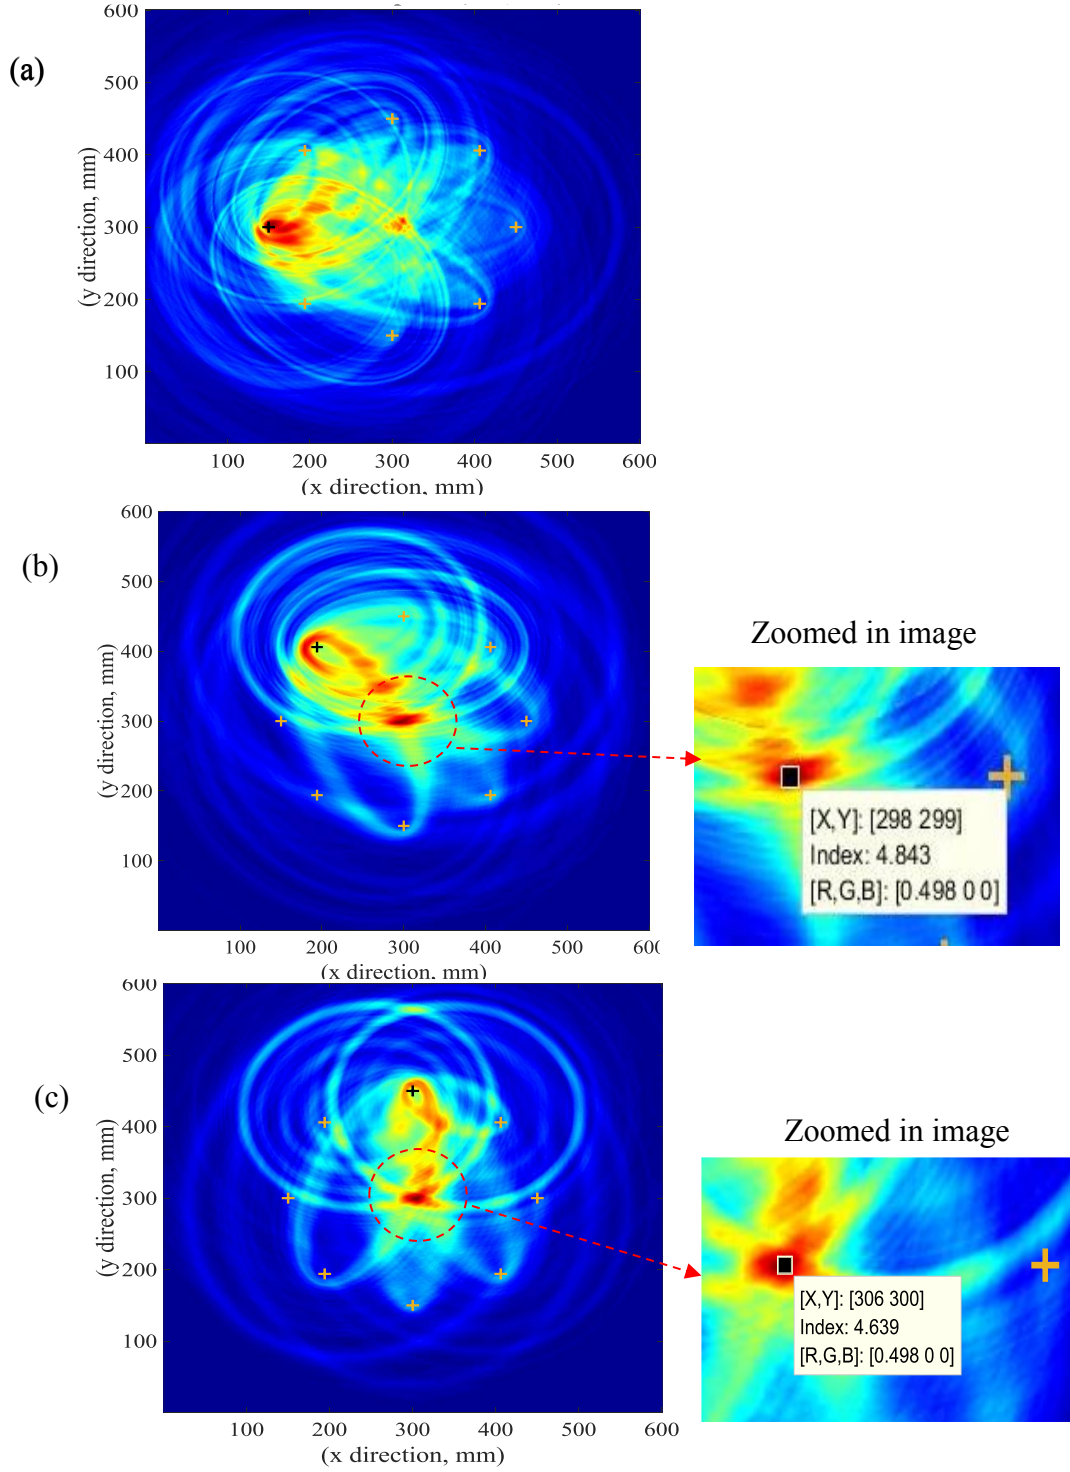 (a)
600
500
400
300
200
100
(y direction, mm)
100 200 300 400 500 600
(x direction, mm)
(b)
600
500
400
300
200
100
(y direction, mm)
100 200 300 400 500 600
(x direction, mm)
Zoomed in image
[X,Y]: [298 299]
Index: 4.843
[R,G,B]: [0.498 0 0]
(c)
600
500
400
300
200
100
(y direction, mm)
100 200 300 400 500 600
(x direction, mm)
Zoomed in image
[X,Y]: [306 300]
Index: 4.639
[R,G,B]: [0.498 0 0]